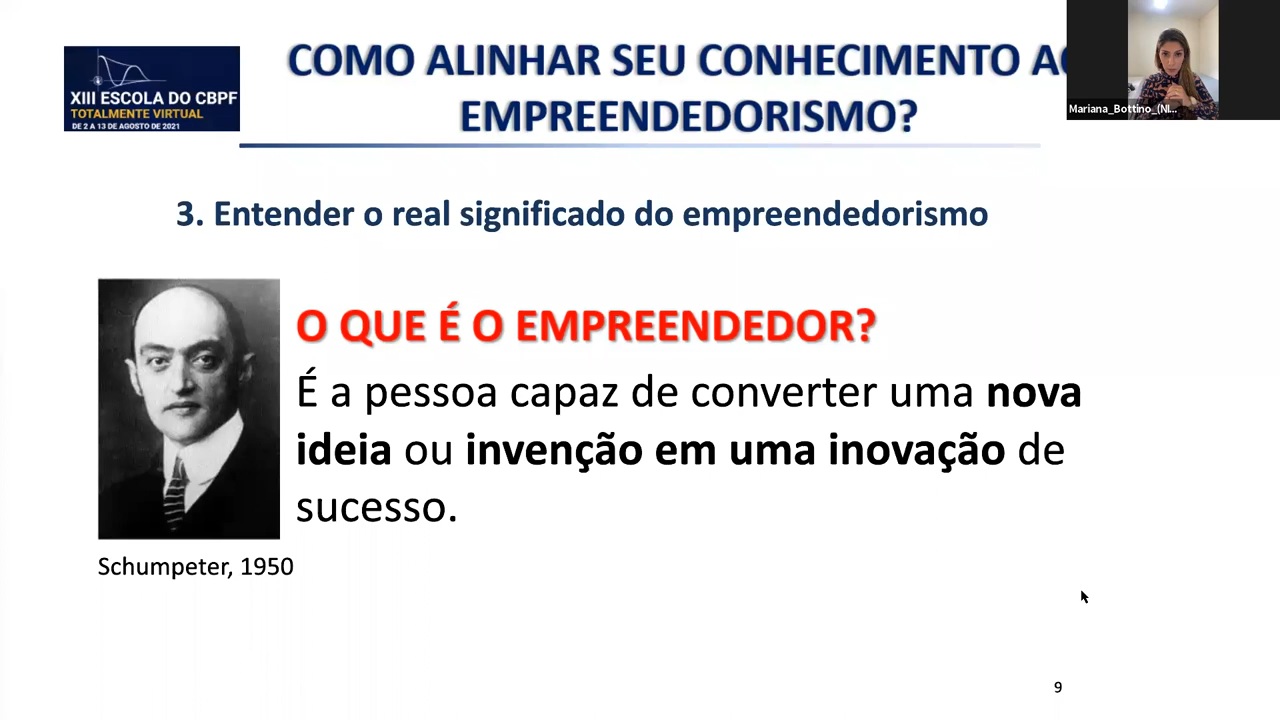 XIII ESCOLA DO CBPF
TOTALMENTE VIRTUAL
DE 2 A 13 DE AGOSTO DE 2021
COMO ALINHAR SEU CONHECIMENTO AO
EMPREENDEDORISMO?
Mariana_Bottino_(NI...
3. Entender o real significado do empreendedorismo
O QUE É O EMPREENDEDOR?
É a pessoa capaz de converter uma nova
ideia ou invenção em uma inovação de
sucesso.
Schumpeter, 1950
9